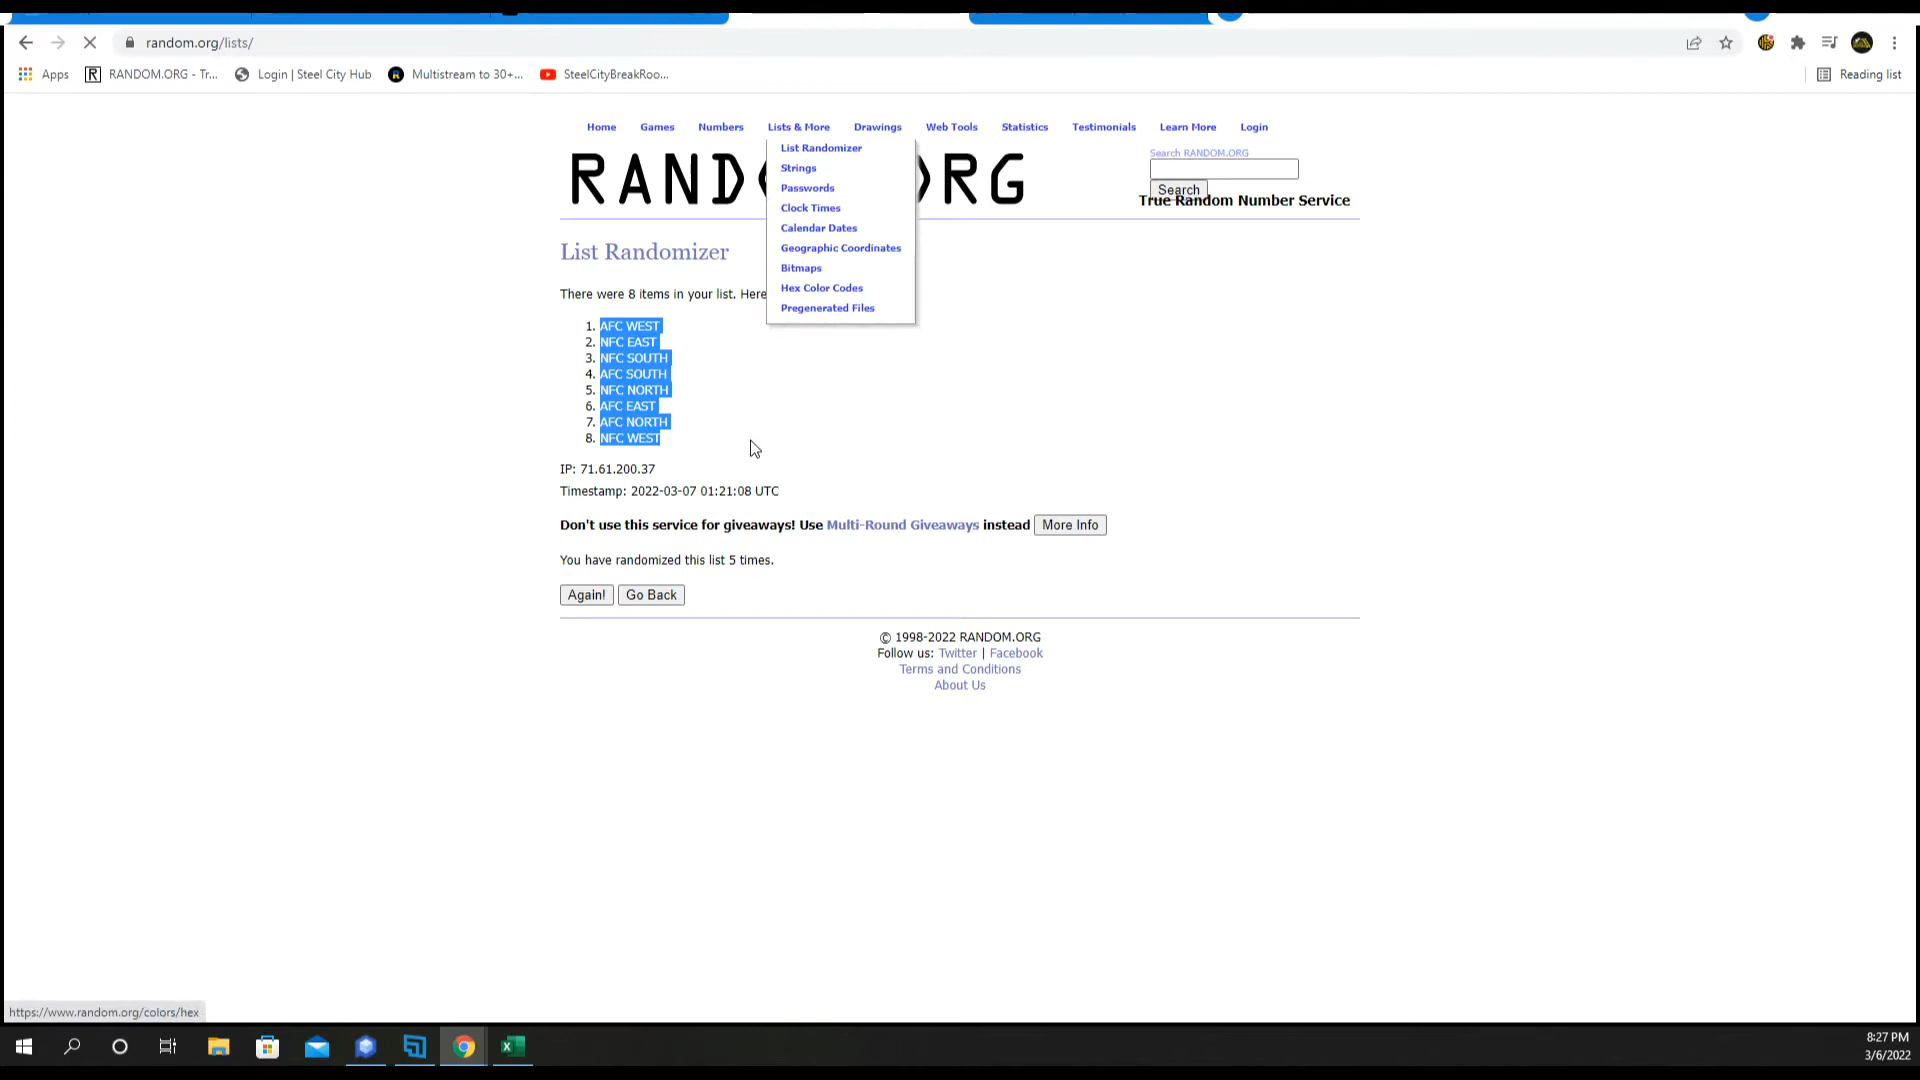 random.org/lists/
Apps RANDOM.ORG - Tr... Login | Steel City Hub Multistream to 30+... SteelCityBreakRoo... Reading list
Home Games Numbers Lists & More Drawings Web Tools Statistics Testimonials Learn More Login
List Randomizer
Strings
Passwords
Clock Times
Calendar Dates
Geographic Coordinates
Bitmaps
Hex Color Codes
Pregenerated Files
Search RANDOM.ORG
RAND RG
Search
True Random Number Service
List Randomizer
There were 8 items in your list. Here
1. AFC WEST
2. NFC EAST
3. NFC SOUTH
4. AFC SOUTH
5. NFC NORTH
6. AFC EAST
7. AFC NORTH
8. NFC WEST
IP: 71.61.200.37
Timestamp: 2022-03-07 01:21:08 UTC
Don't use this service for giveaways! Use Multi-Round Giveaways instead More Info
You have randomized this list 5 times.
Again! Go Back
© 1998-2022 RANDOM.ORG
Follow us: Twitter | Facebook
Terms and Conditions
About Us
https://www.random.org/colors/hex
8:27 PM
3/6/2022